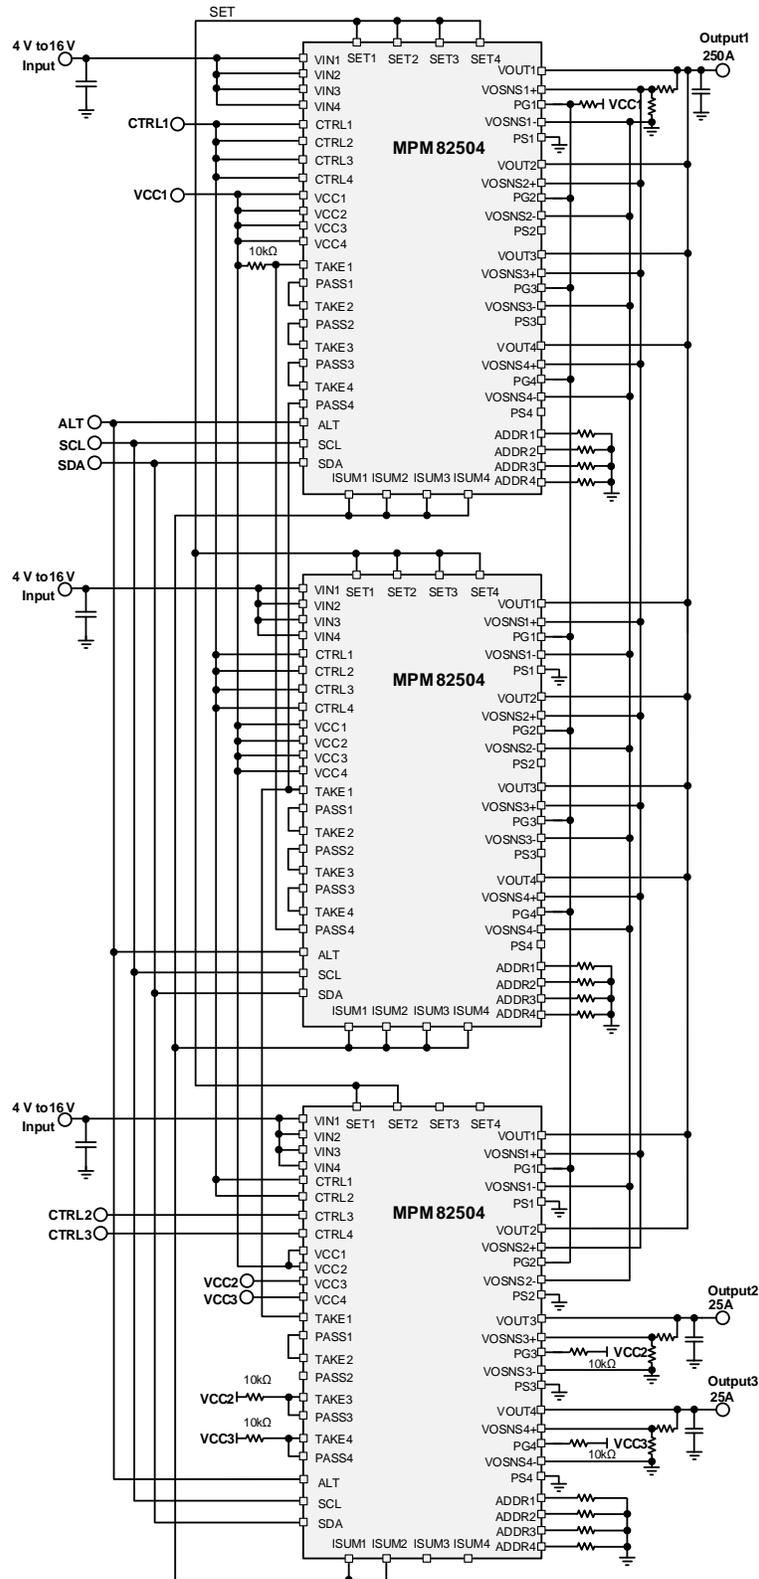 SET
4 V to16V
Input
CTRL1
VCC1
10kΩ
ALT
SCL
SDA
SET1 SET2 SET3 SET4
VIN1
VIN2
VIN3
VIN4
CTRL1
CTRL2
CTRL3
CTRL4
VCC1
VCC2
VCC3
VCC4
TAKE1
PASS1
TAKE2
PASS2
TAKE3
PASS3
TAKE4
PASS4
ALT
SCL
SDA
MPM82504
VOUT1
VOSNS1+
PG1
VOSNS1-
PS1
VOUT2
VOSNS2+
PG2
VOSNS2-
PS2
VOUT3
VOSNS3+
PG3
VOSNS3-
PS3
VOUT4
VOSNS4+
PG4
VOSNS4-
PS4
ADDR1
ADDR2
ADDR3
ADDR4
ISUM1 ISUM2 ISUM3 ISUM4
VCC1
Output1
250A
4 V to16V
Input
SET1 SET2 SET3 SET4
VIN1
VIN2
VIN3
VIN4
CTRL1
CTRL2
CTRL3
CTRL4
VCC1
VCC2
VCC3
VCC4
TAKE1
PASS1
TAKE2
PASS2
TAKE3
PASS3
TAKE4
PASS4
ALT
SCL
SDA
MPM82504
VOUT1
VOSNS1+
PG1
VOSNS1-
PS1
VOUT2
VOSNS2+
PG2
VOSNS2-
PS2
VOUT3
VOSNS3+
PG3
VOSNS3-
PS3
VOUT4
VOSNS4+
PG4
VOSNS4-
PS4
ADDR1
ADDR2
ADDR3
ADDR4
ISUM1 ISUM2 ISUM3 ISUM4
4 V to16V
Input
CTRL2
CTRL3
VCC2
VCC3
10kΩ
VCC2
10kΩ
VCC3
SET1 SET2 SET3 SET4
VIN1
VIN2
VIN3
VIN4
CTRL1
CTRL2
CTRL3
CTRL4
VCC1
VCC2
VCC3
VCC4
TAKE1
PASS1
TAKE2
PASS2
TAKE3
PASS3
TAKE4
PASS4
ALT
SCL
SDA
MPM82504
VOUT1
VOSNS1+
PG1
VOSNS1-
PS1
VOUT2
VOSNS2+
PG2
VOSNS2-
PS2
VOUT3
VOSNS3+
PG3
VOSNS3-
PS3
VOUT4
VOSNS4+
PG4
VOSNS4-
PS4
ADDR1
ADDR2
ADDR3
ADDR4
ISUM1 ISUM2 ISUM3 ISUM4
Output2
25A
VCC2
10kΩ
Output3
25A
VCC3
10kΩ